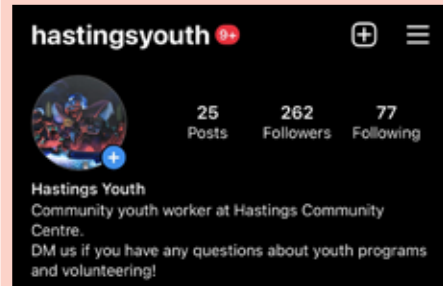 hastingsyouth 9+
25 262 77
Posts Followers Following
Hastings Youth
Community youth worker at Hastings Community
Centre.
DM us if you have any questions about youth programs
and volunteering!